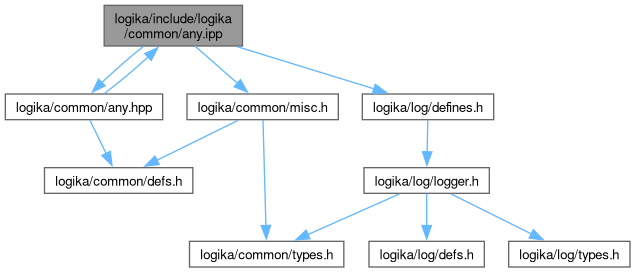 logika/include/logika
/common/any.ipp
logika/common/any.hpp
logika/common/misc.h
logika/log/defines.h
logika/common/defs.h
logika/log/logger.h
logika/common/types.h
logika/log/defs.h
logika/log/types.h